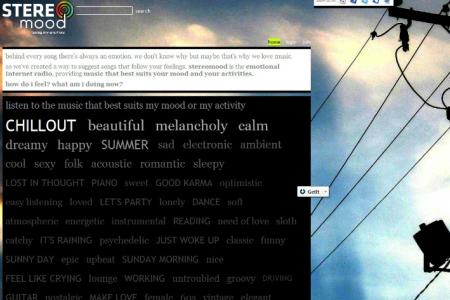 STEREO
mood
search
home
behind every song there's always an emotion. we don't know why but maybe that's why we love music.
so we've created a way to suggest songs that follow your feelings: stereomood is the emotional
internet radio, providing music that best suits your mood and your activities.
how do i feel? what am i doing now?
listen to the music that best suits my mood or my activity
CHILLOUT beautiful melancholy calm
dreamy happy SUMMER sad electronic ambient
cool sexy folk acoustic romantic sleepy
LOST IN THOUGHT PIANO sweet GOOD KARMA optimistic
easy listening loved LET'S PARTY lonely DANCE soft
atmospheric energetic instrumental READING need of love sloth
catchy IT'S RAINING psychedelic JUST WOKE UP classic funny
SUNNY DAY epic upbeat SUNDAY MORNING nice
FEEL LIKE CRYING lounge WORKING untroubled groovy DRIVING
GUITAR nostalgic MAKE LOVE female 60s vintage elegant
GetIt